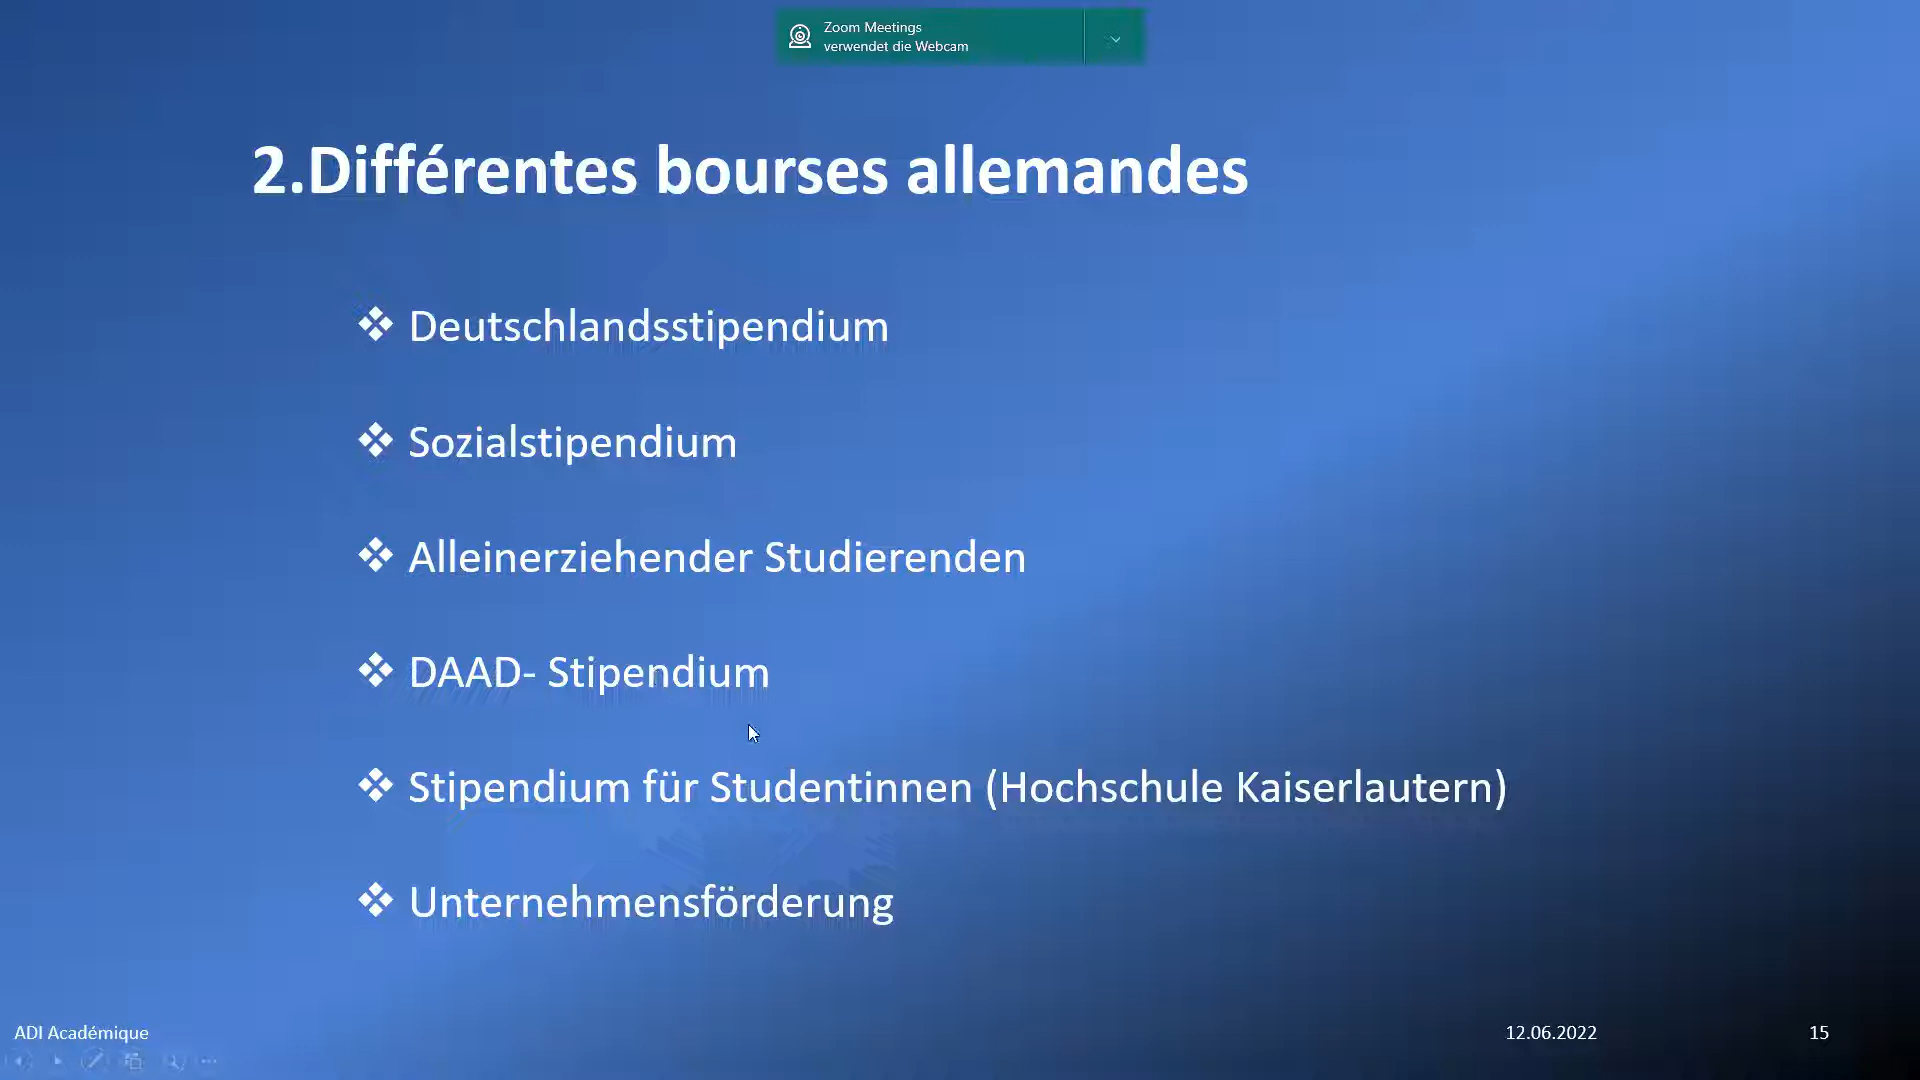 Zoom Meetings
verwendet die Webcam
2.Différentes bourses allemandes
❖ Deutschlandsstipendium
❖ Sozialstipendium
❖ Alleinerziehender Studierenden
❖ DAAD- Stipendium
❖ Stipendium für Studentinnen (Hochschule Kaiserlautern)
❖ Unternehmensförderung
ADI Académique
12.06.2022
15